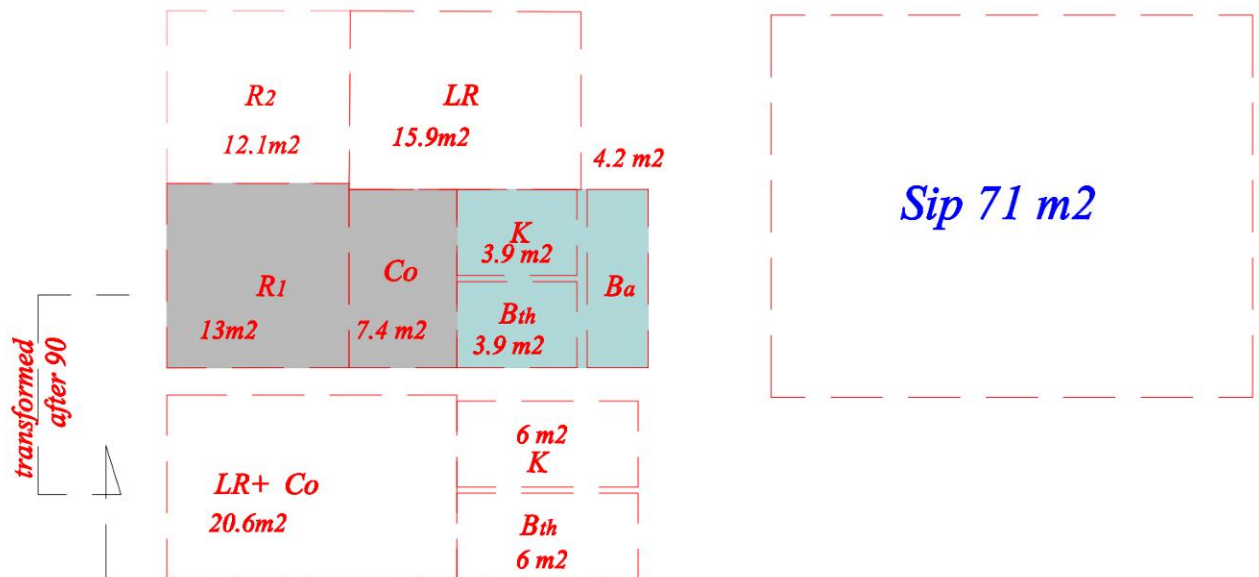 R2
12.1m2
LR
15.9m2
4.2 m2
Sip 71 m2
R1
13m2
Co
7.4 m2
K
3.9 m2
Bth
3.9 m2
Ba
transformed
after 90
LR+ Co
20.6m2
6 m2
K
Bth
6 m2